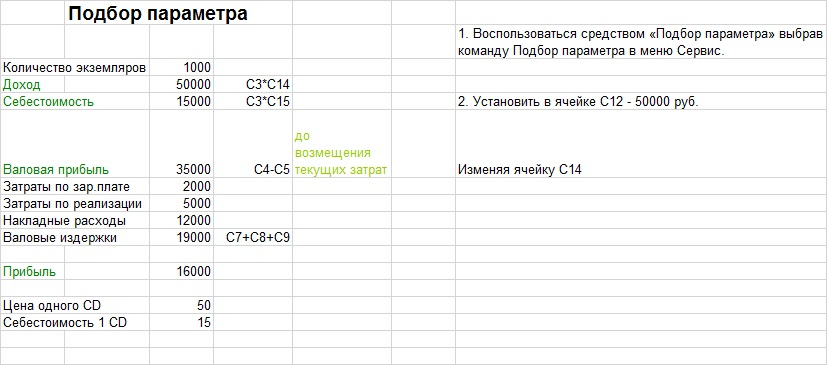 Подбор параметра
1. Воспользоваться средством «Подбор параметра» выбрав
команду Подбор параметра в меню Сервис.
Количество экземляров 1000
Доход 50000 C3*C14
Себестоимость 15000 C3*C15 2. Установить в ячейке С12 - 50000 руб.
до
возмещения
Валовая прибыль 35000 C4-C5 текущих затрат Изменяя ячейку С14
Затраты по зар.плате 2000
Затраты по реализации 5000
Накладные расходы 12000
Валовые издержки 19000 C7+C8+C9
Прибыль 16000
Цена одного CD 50
Себестоимость 1 CD 15